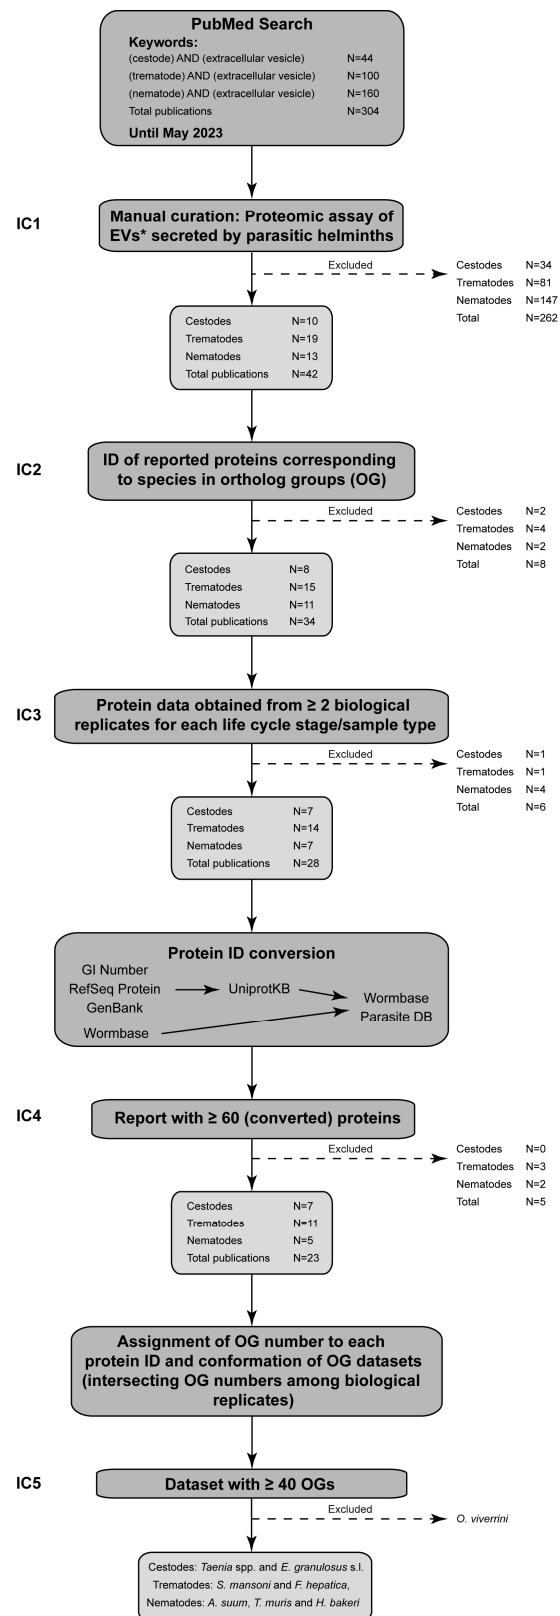 PubMed Search
Keywords:
(cestode) AND (extracellular vesicle) N=44
(trematode) AND (extracellular vesicle) N=100
(nematode) AND (extracellular vesicle) N=160
Total publications N=304
Until May 2023
IC1
Manual curation: Proteomic assay of
EVs* secreted by parasitic helminths
Excluded
Cestodes N=34
Trematodes N=81
Nematodes N=147
Total N=262
Cestodes N=10
Trematodes N=19
Nematodes N=13
Total publications N=42
IC2
ID of reported proteins corresponding
to species in ortholog groups (OG)
Excluded
Cestodes N=2
Trematodes N=4
Nematodes N=2
Total N=8
Cestodes N=8
Trematodes N=15
Nematodes N=11
Total publications N=34
IC3
Protein data obtained from ≥ 2 biological
replicates for each life cycle stage/sample type
Excluded
Cestodes N=1
Trematodes N=1
Nematodes N=4
Total N=6
Cestodes N=7
Trematodes N=14
Nematodes N=7
Total publications N=28
Protein ID conversion
GI Number
RefSeq Protein
GenBank
UniprotKB
Wormbase
Parasite DB
Wormbase
IC4
Report with ≥ 60 (converted) proteins
Excluded
Cestodes N=0
Trematodes N=3
Nematodes N=2
Total N=5
Cestodes N=7
Trematodes N=11
Nematodes N=5
Total publications N=23
Assignment of OG number to each
protein ID and conformation of OG datasets
(intersecting OG numbers among biological
replicates)
IC5
Dataset with ≥ 40 OGs
Excluded
O. viverrini
Cestodes: Taenia spp. and E. granulosus s.l.
Trematodes: S. mansoni and F. hepatica,
Nematodes: A. suum, T. muris and H. bakeri